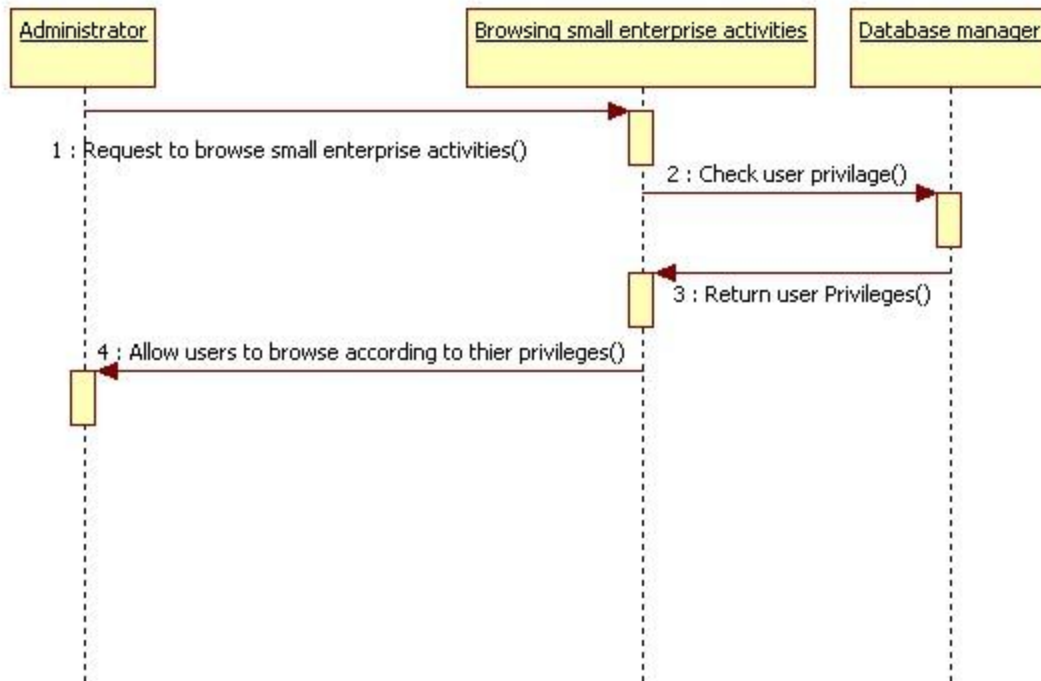 Administrator
Browsing small enterprise activities
Database manager
1 : Request to browse small enterprise activities()
2 : Check user privilage()
3 : Return user Privileges()
4 : Allow users to browse according to thier privileges()